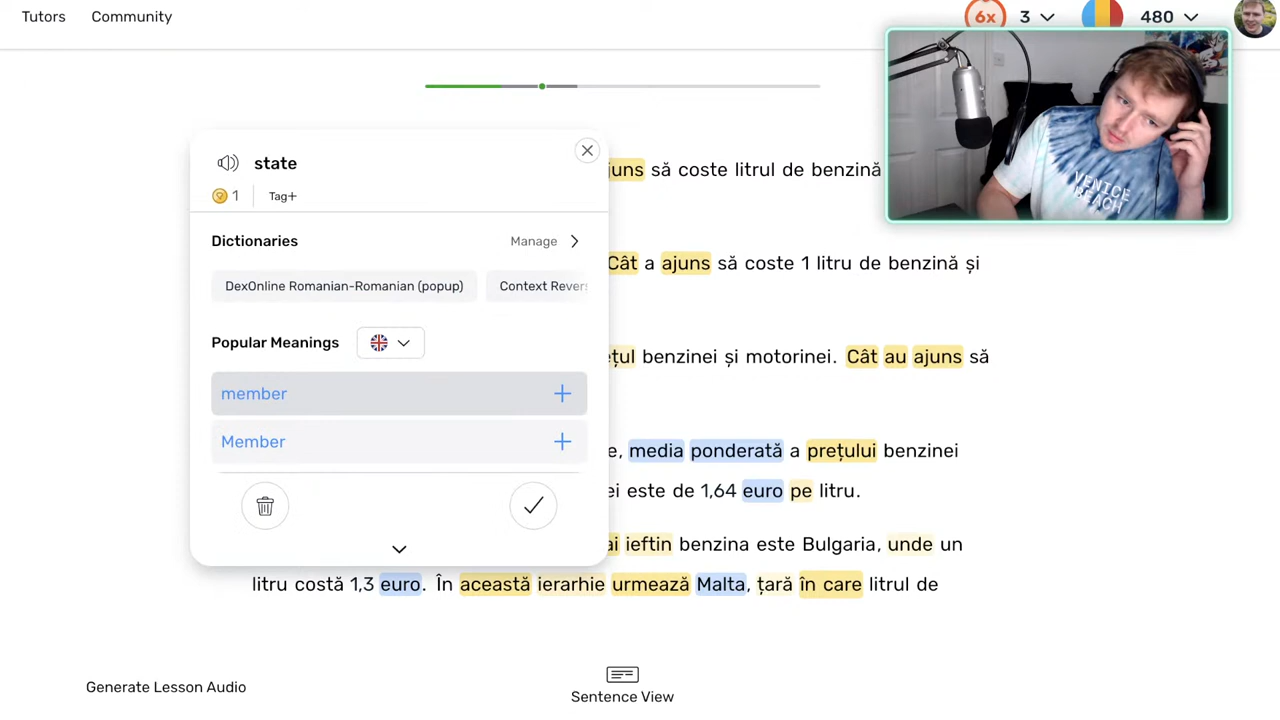 Tutors Community 6x 3 480
state
1 Tag+
Dictionaries Manage
DexOnline Romanian-Romanian (popup) Context Revers
Popular Meanings
member
Member
juns să coste litrul de benzină
Cât a ajuns să coste 1 litru de benzină și
ețul benzinei și motorinei. Cât au ajuns să
e, media ponderată a prețului benzinei
ei este de 1,64 euro pe litru.
ai ieftin benzina este Bulgaria, unde un
litru costă 1,3 euro. În această ierarhie urmează Malta, țară în care litrul de
Generate Lesson Audio
Sentence View
VENICE
BEACH